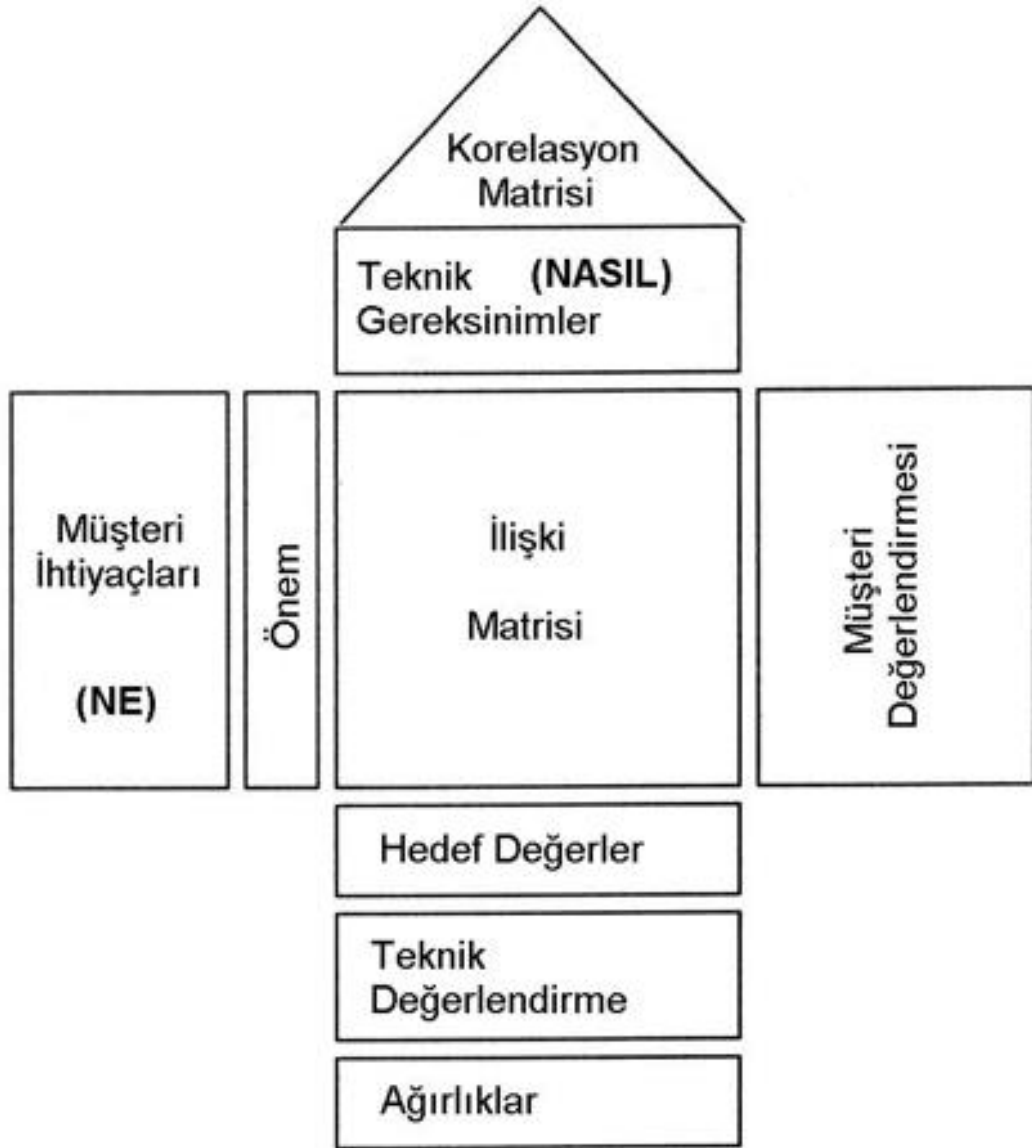 Korelasyon
Matrisi
Teknik (NASIL)
Gereksinimler
Müşteri
İhtiyaçları
(NE)
Önem
İlişki
Matrisi
Müşteri
Değerlendirmesi
Hedef Değerler
Teknik
Değerlendirme
Ağırlıklar